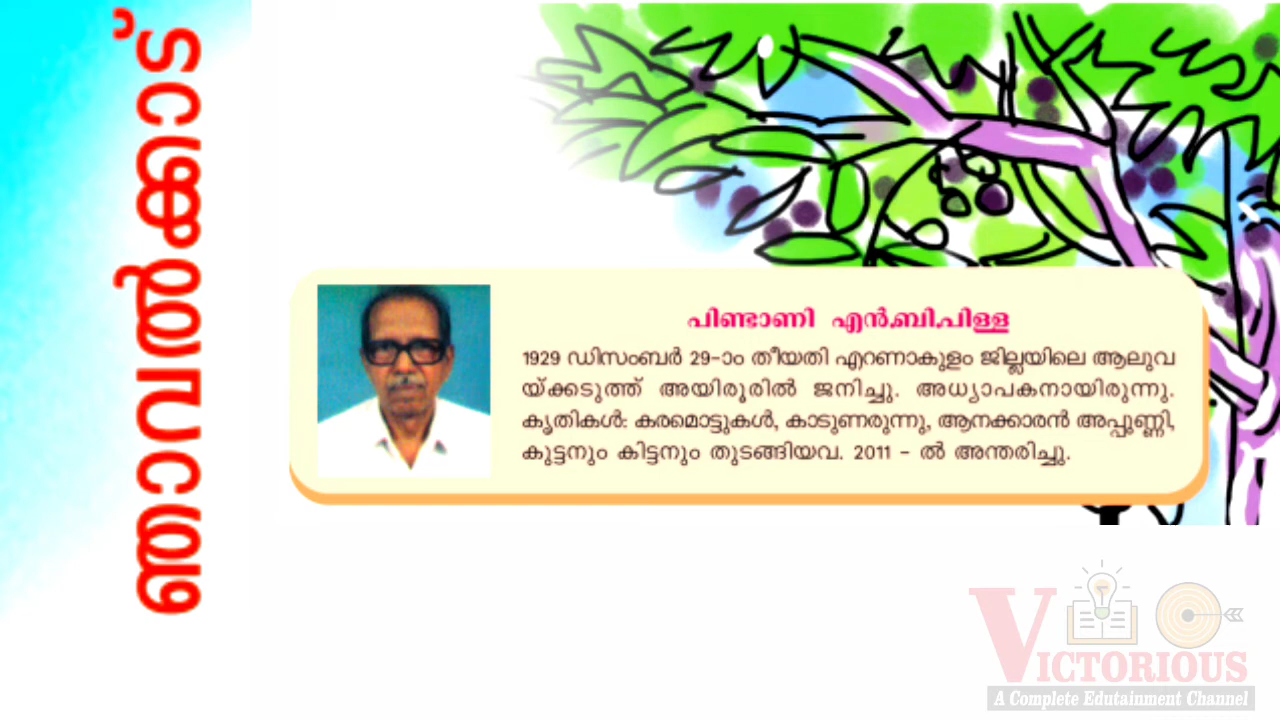 ഞാവൽക്കാട്
പിണ്ടാണി എൻ.ബി.പിള്ള
1929 ഡിസംബർ 29-ാം തീയതി എറണാകുളം ജില്ലയിലെ ആലുവ
യ്ക്കടുത്ത് അയിരൂരിൽ ജനിച്ചു. അധ്യാപകനായിരുന്നു.
കൃതികൾ: കരമൊട്ടുകൾ, കാടുണരുന്നു, ആനക്കാരൻ അപ്പുണ്ണി,
കുട്ടനും കിട്ടനും തുടങ്ങിയവ. 2011 - ൽ അന്തരിച്ചു.
VICTORIOUS
A Complete Edutainment Channel